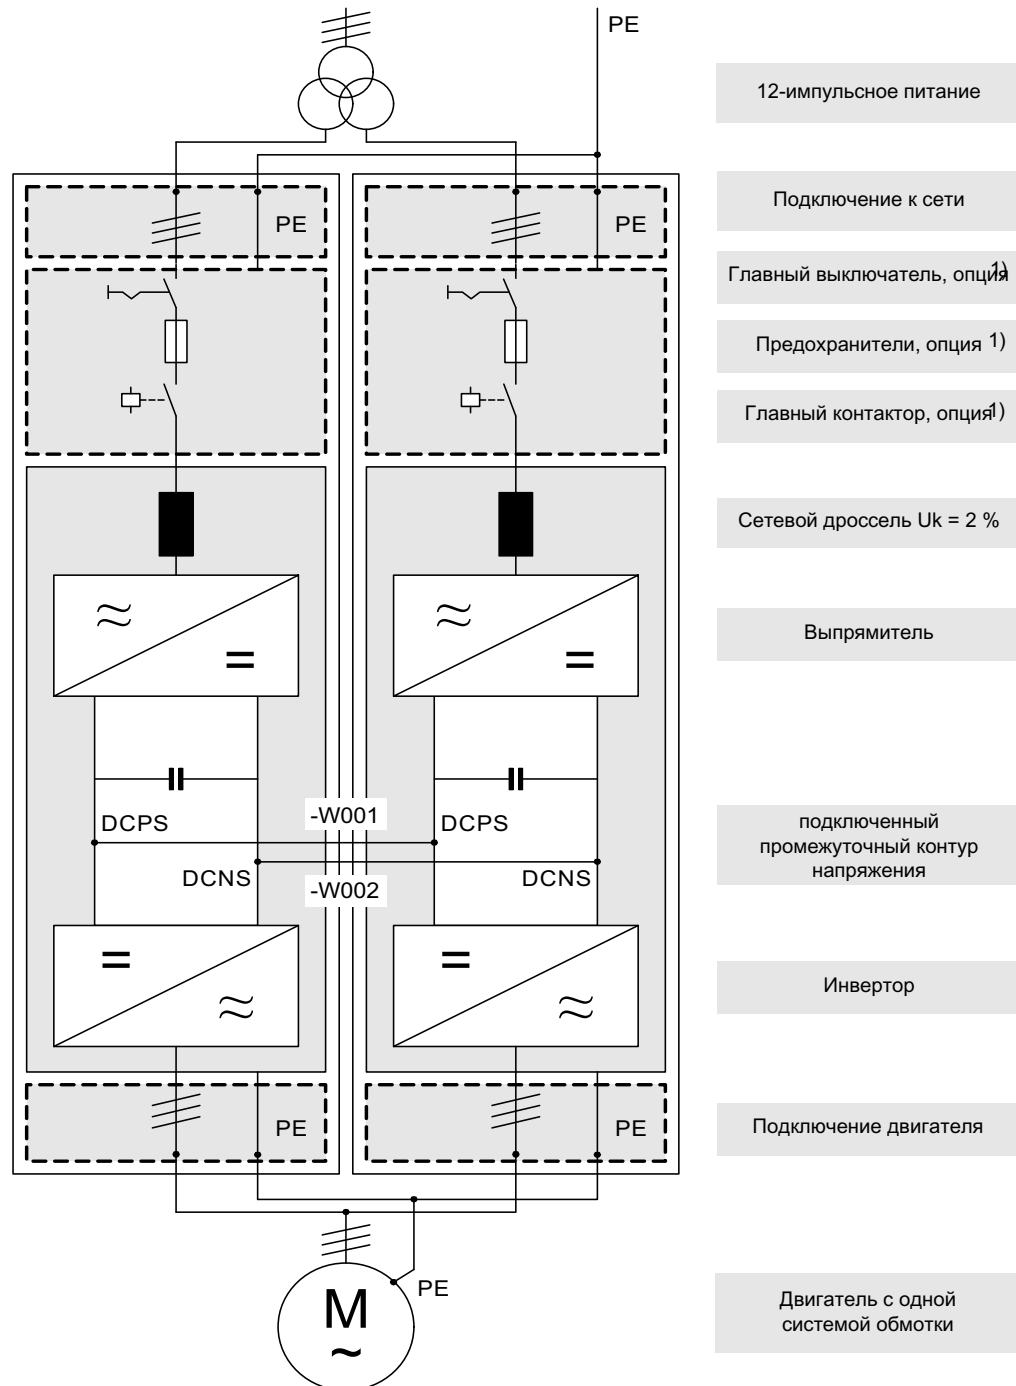 PE
12-импульсное питание
PE
PE
Подключение к сети
Главный выключатель, опция 1)
Предохранители, опция 1)
Главный контактор, опция 1)
Сетевой дроссель Uk = 2 %
≈
=
≈
=
Выпрямитель
-W001
DCPS
DCPS
DCNS
DCNS
-W002
подключенный
промежуточный контур
напряжения
=
≈
=
≈
Инвертор
PE
PE
Подключение двигателя
PE
M
~
Двигатель с одной
системой обмотки